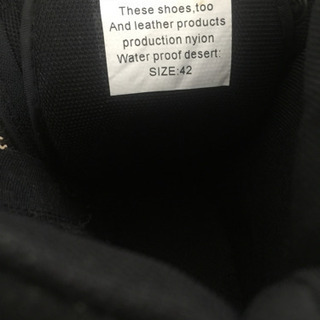 These shoes,too
And leather products
production nyion
Water proof desert:
SIZE:42